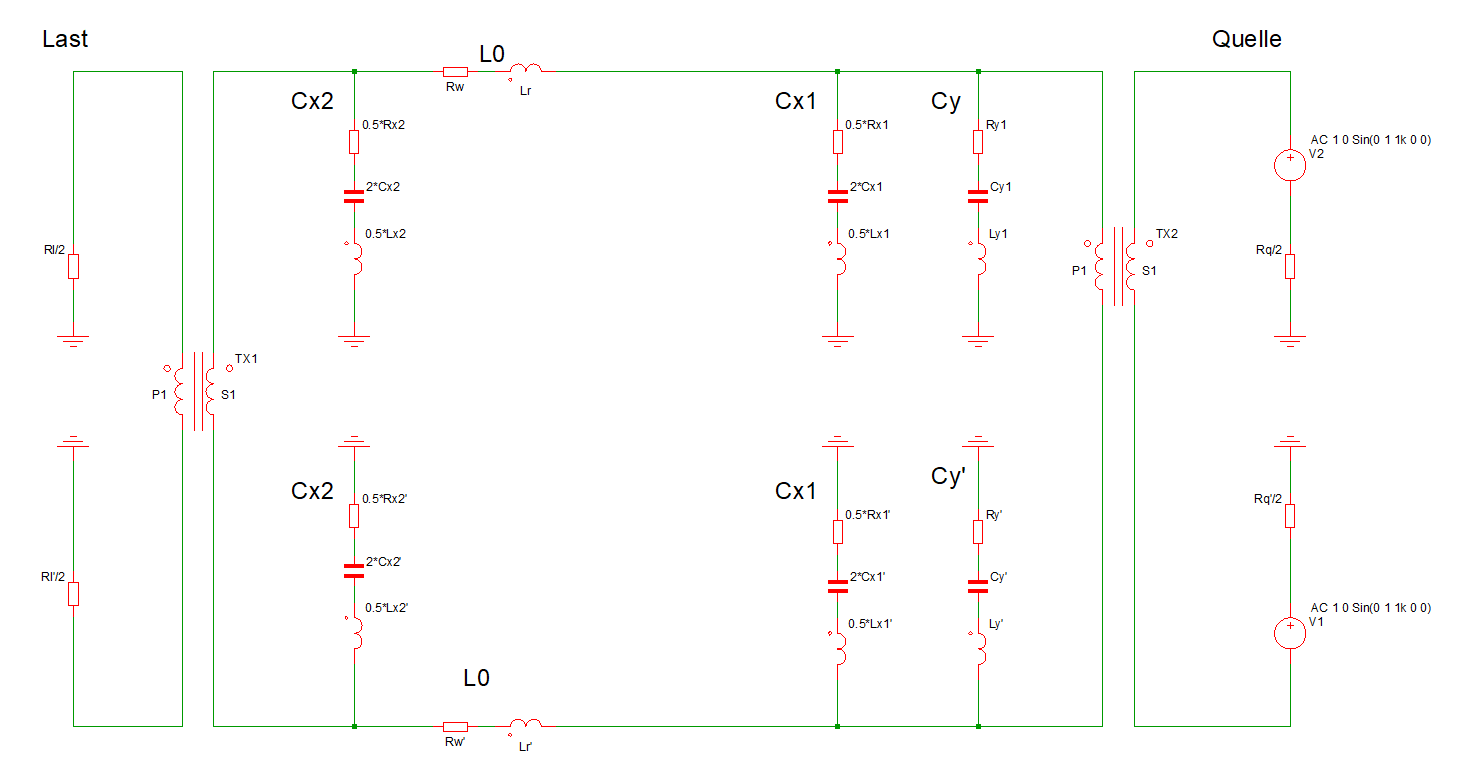 Last
Quelle
L0
Rw
Lr
Cx2
Cx1
Cy
0.5*Rx2
0.5*Rx1
Ry1
AC 1 0 Sin(0 1 1k 0 0)
V2
2*Cx2
2*Cx1
Cy1
0.5*Lx2
0.5*Lx1
Ly1
TX2
Rl/2
P1
S1
Rq/2
TX1
P1
S1
Cx2
Cx1
Cy'
0.5*Rx2'
0.5*Rx1'
Ry'
Rq'/2
2*Cx2'
2*Cx1'
Cy'
Rl'/2
0.5*Lx2'
0.5*Lx1'
Ly'
AC 1 0 Sin(0 1 1k 0 0)
V1
L0
Rw'
Lr'